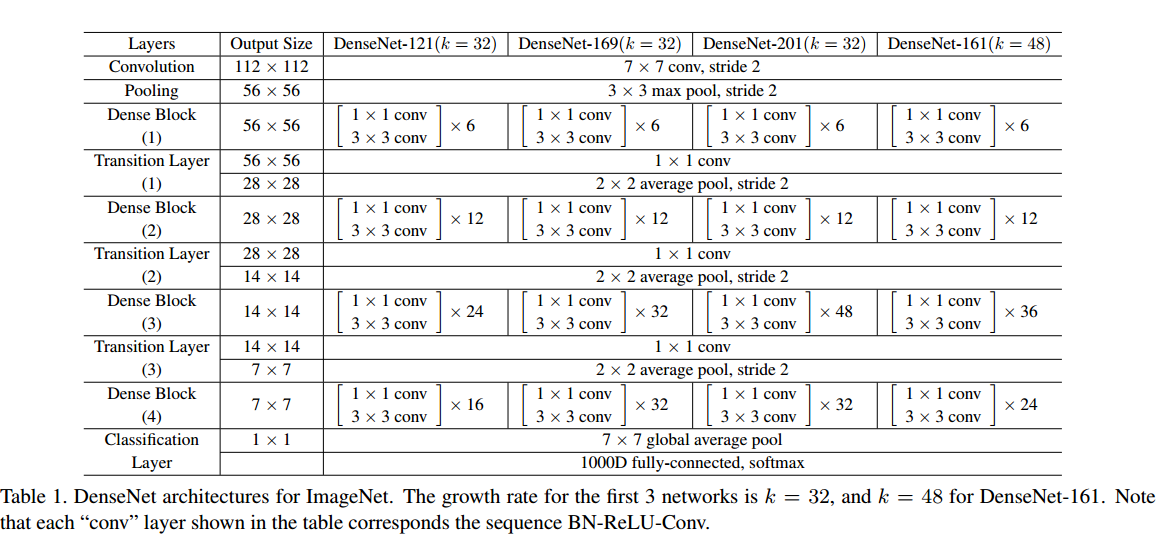 Layers Output Size DenseNet-121(k = 32) DenseNet-169(k = 32) DenseNet-201(k = 32) DenseNet-161(k = 48)
Convolution 112 × 112 7 × 7 conv, stride 2
Pooling 56 × 56 3 × 3 max pool, stride 2
Dense Block 1 × 1 conv 1 × 1 conv 1 × 1 conv 1 × 1 conv
56 × 56 × 6 × 6 × 6 × 6
(1) 3 × 3 conv 3 × 3 conv 3 × 3 conv 3 × 3 conv
Transition Layer 56 × 56 1 × 1 conv
(1) 28 × 28 2 × 2 average pool, stride 2
Dense Block 1 × 1 conv 1 × 1 conv 1 × 1 conv 1 × 1 conv
28 × 28 × 12 × 12 × 12 × 12
(2) 3 × 3 conv 3 × 3 conv 3 × 3 conv 3 × 3 conv
Transition Layer 28 × 28 1 × 1 conv
(2) 14 × 14 2 × 2 average pool, stride 2
Dense Block 1 × 1 conv 1 × 1 conv 1 × 1 conv 1 × 1 conv
14 × 14 × 24 × 32 × 48 × 36
(3) 3 × 3 conv 3 × 3 conv 3 × 3 conv 3 × 3 conv
Transition Layer 14 × 14 1 × 1 conv
(3) 7 × 7 2 × 2 average pool, stride 2
Dense Block 1 × 1 conv 1 × 1 conv 1 × 1 conv 1 × 1 conv
7 × 7 × 16 × 32 × 32 × 24
(4) 3 × 3 conv 3 × 3 conv 3 × 3 conv 3 × 3 conv
Classification 1 × 1 7 × 7 global average pool
Layer 1000D fully-connected, softmax
Table 1. DenseNet architectures for ImageNet. The growth rate for the first 3 networks is k = 32, and k = 48 for DenseNet-161. Note
that each “conv” layer shown in the table corresponds the sequence BN-ReLU-Conv.